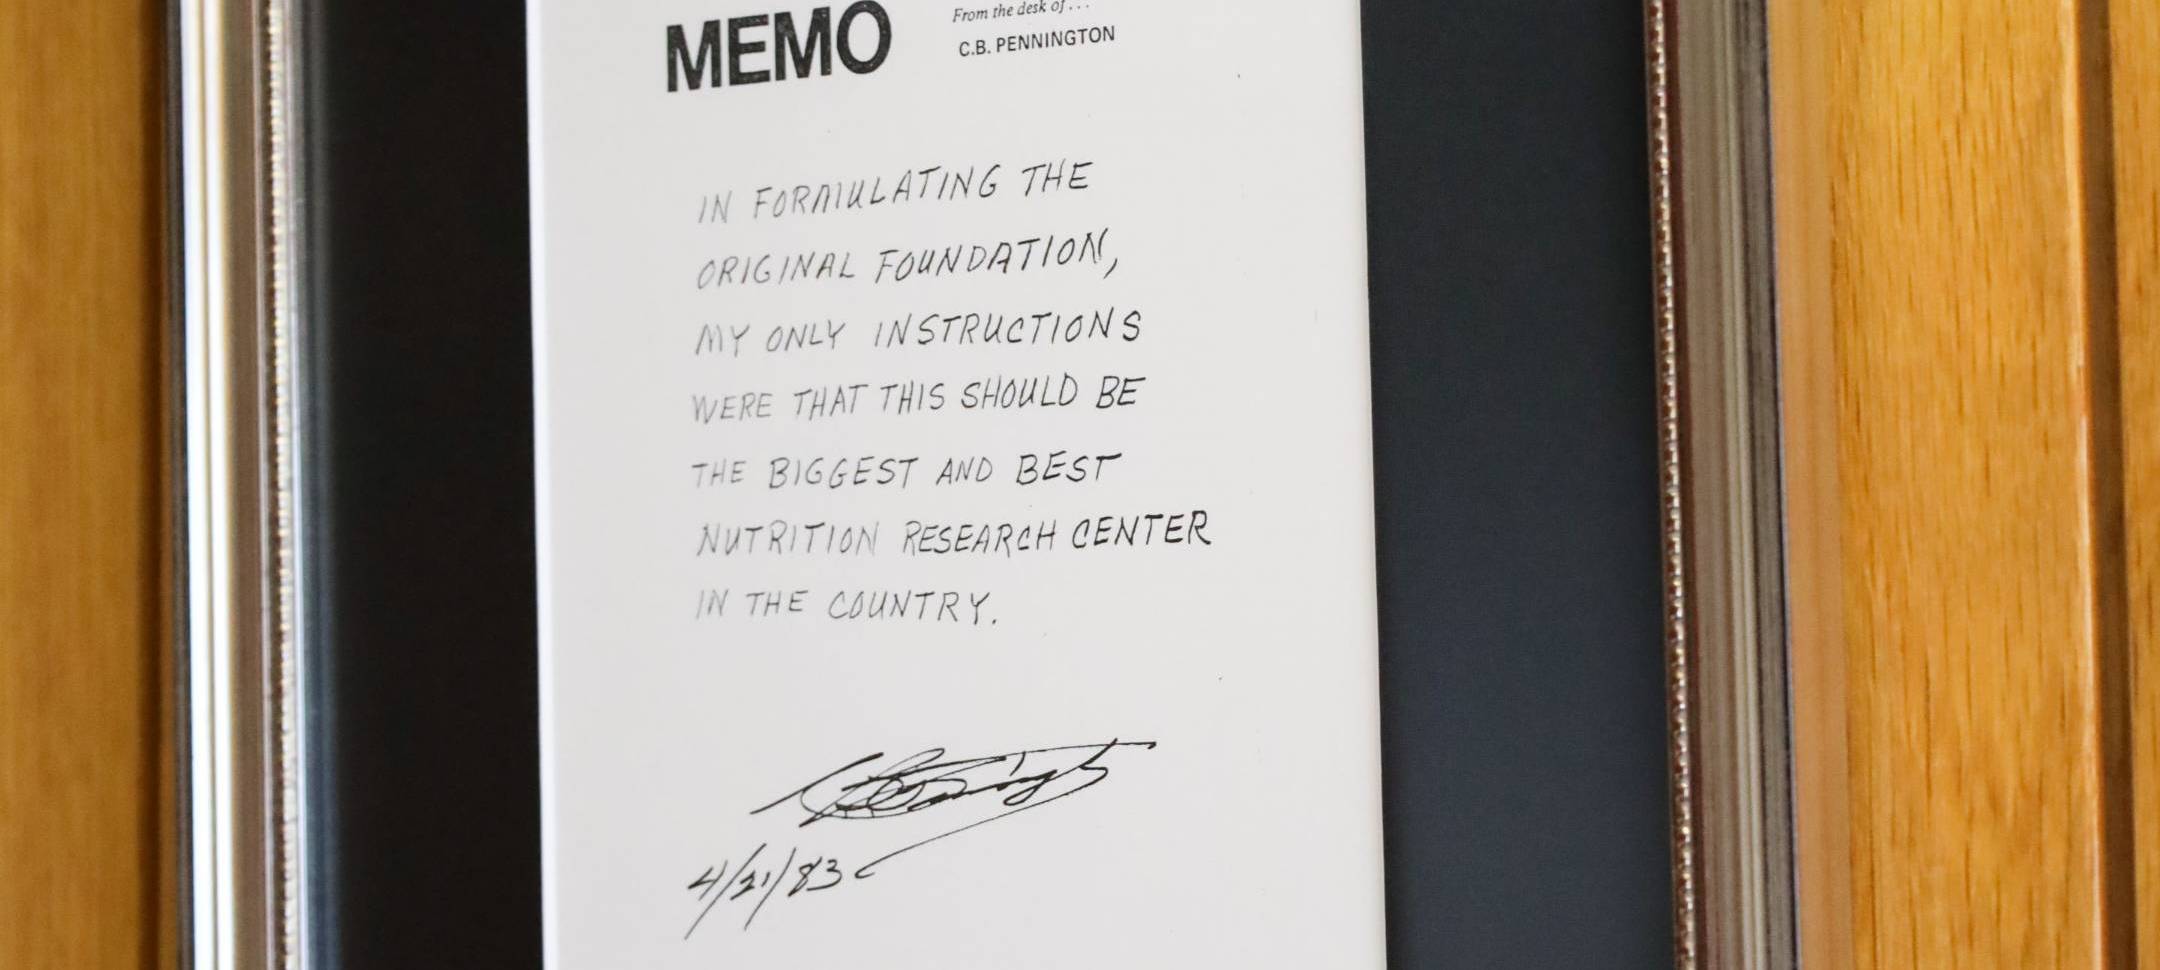 MEMO
From the desk of . . .
C.B. PENNINGTON
IN FORMULATING THE
ORIGINAL FOUNDATION,
MY ONLY INSTRUCTIONS
WERE THAT THIS SHOULD BE
THE BIGGEST AND BEST
NUTRITION RESEARCH CENTER
IN THE COUNTRY.
4/21/83